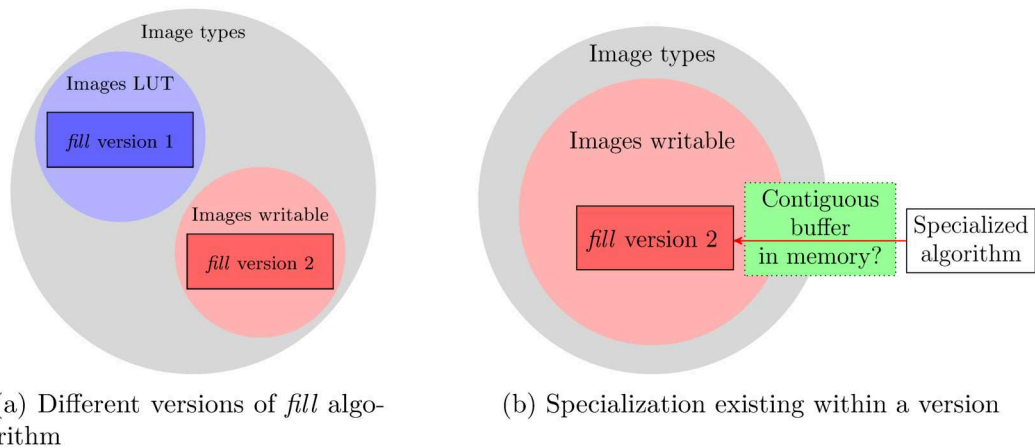 Image types
Images LUT
fill version 1
Images writable
fill version 2
(a) Different versions of fill algo-
rithm
Image types
Images writable
fill version 2
Contiguous
buffer
in memory?
Specialized
algorithm
(b) Specialization existing within a version